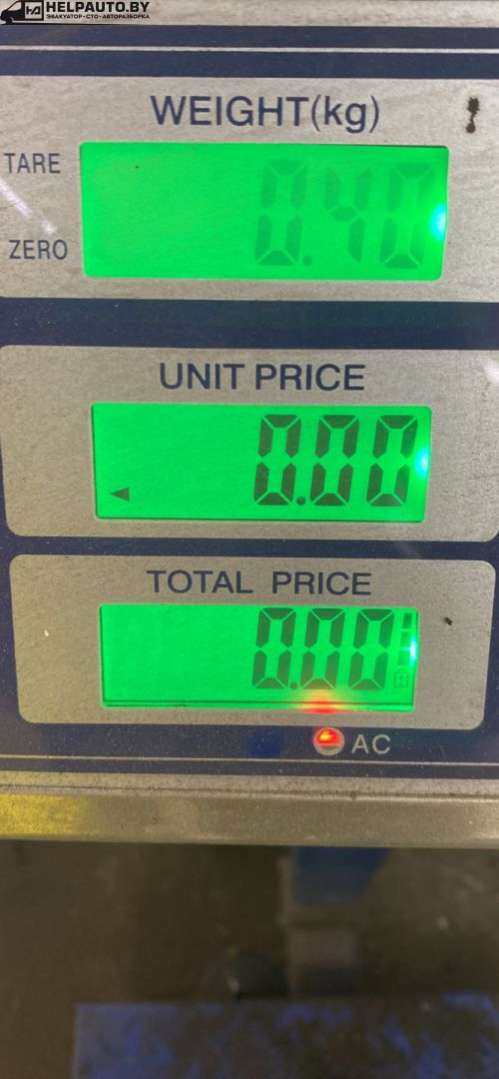 HELPAUTO.BY
ЭВАКУАТОР-СТО-АВТОРАЗБОРКА
WEIGHT(kg)
TARE
0.40
ZERO
UNIT PRICE
0.00
TOTAL PRICE
0.00
AC